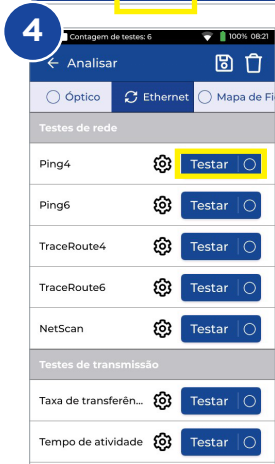 4
Contagem de testes: 6 100% 08:21
← Analisar
Óptico Ethernet Mapa de Fi
Testes de rede
Ping4 Testar
Ping6 Testar
TraceRoute4 Testar
TraceRoute6 Testar
NetScan Testar
Testes de transmissão
Taxa de transferên... Testar
Tempo de atividade Testar